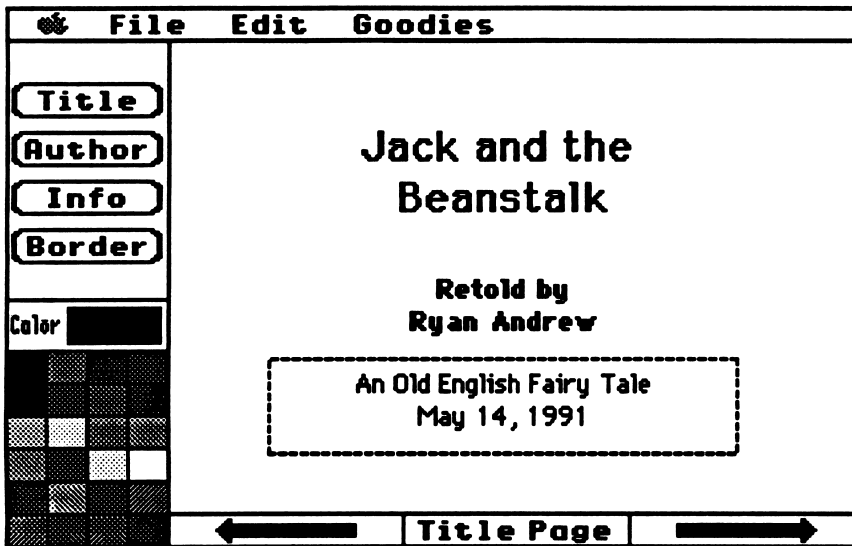 File Edit Goodies
Title
Author
Info
Border
Color
Jack and the
Beanstalk
Retold by
Ryan Andrew
An Old English Fairy Tale
May 14, 1991
Title Page